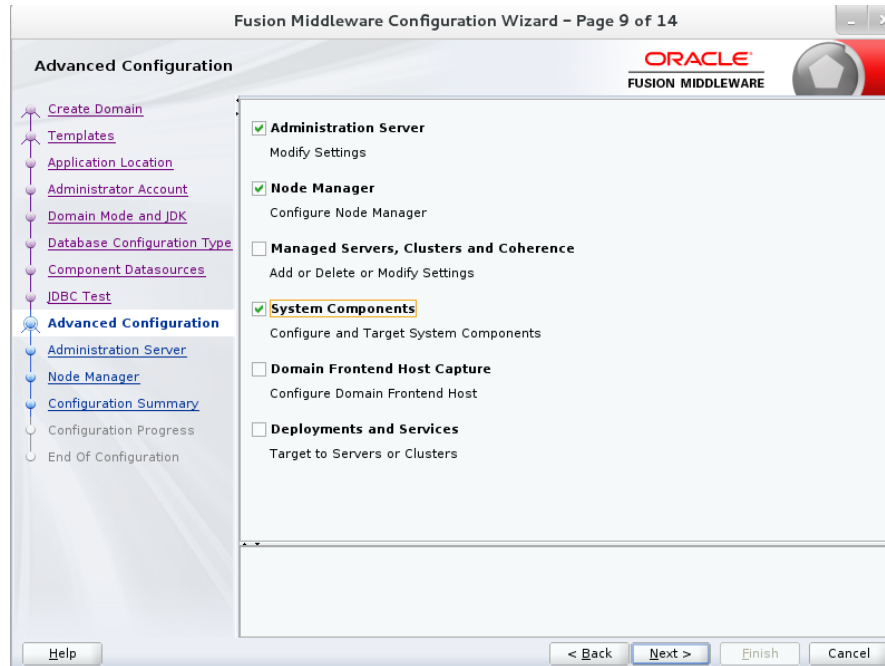 Fusion Middleware Configuration Wizard – Page 9 of 14
Advanced Configuration
ORACLE
FUSION MIDDLEWARE
Create Domain
Templates
Application Location
Administrator Account
Domain Mode and JDK
Database Configuration Type
Component Datasources
JDBC Test
Advanced Configuration
Administration Server
Node Manager
Configuration Summary
Configuration Progress
End Of Configuration
Administration Server
Modify Settings
Node Manager
Configure Node Manager
Managed Servers, Clusters and Coherence
Add or Delete or Modify Settings
System Components
Configure and Target System Components
Domain Frontend Host Capture
Configure Domain Frontend Host
Deployments and Services
Target to Servers or Clusters
Help
< Back
Next >
Finish
Cancel